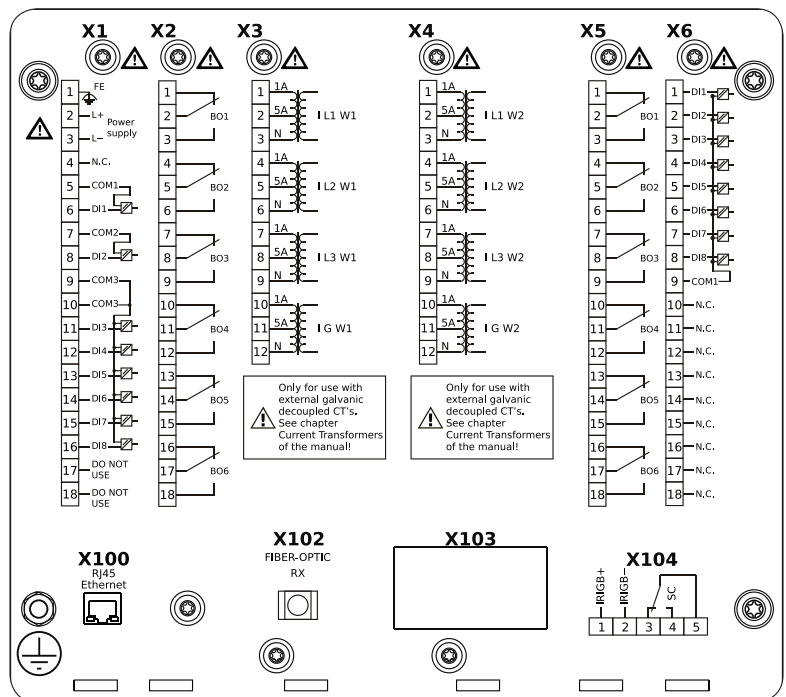 X1
X2
X3
X4
X5
X6
1 FE
2 L+ Power
supply
3 L−
4 N.C.
5 COM1
6 DI1
7 COM2
8 DI2
9 COM3
10 COM3
11 DI3
12 DI4
13 DI5
14 DI6
15 DI7
16 DI8
17 DO NOT
USE
18 DO NOT
USE
1
2 BO1
3
4
5 BO2
6
7
8 BO3
9
10
11 BO4
12
13
14 BO5
15
16
17 BO6
18
1 1A
2 5A I L1 W1
3 N
4 1A
5 5A I L2 W1
6 N
7 1A
8 5A I L3 W1
9 N
10 1A
11 5A I G W1
12 N
Only for use with
external galvanic
decoupled CT's.
See chapter
Current Transformers
of the manual!
1 1A
2 5A I L1 W2
3 N
4 1A
5 5A I L2 W2
6 N
7 1A
8 5A I L3 W2
9 N
10 1A
11 5A I G W2
12 N
Only for use with
external galvanic
decoupled CT's.
See chapter
Current Transformers
of the manual!
1
2 BO1
3
4
5 BO2
6
7
8 BO3
9
10
11 BO4
12
13
14 BO5
15
16
17 BO6
18
1 DI1
2 DI2
3 DI3
4 DI4
5 DI5
6 DI6
7 DI7
8 DI8
9 COM1
10 N.C.
11 N.C.
12 N.C.
13 N.C.
14 N.C.
15 N.C.
16 N.C.
17 N.C.
18 N.C.
X100
RJ45
Ethernet
X102
FIBER-OPTIC
RX
X103
X104
IRIGB+
IRIGB−
SC
1 2 3 4 5